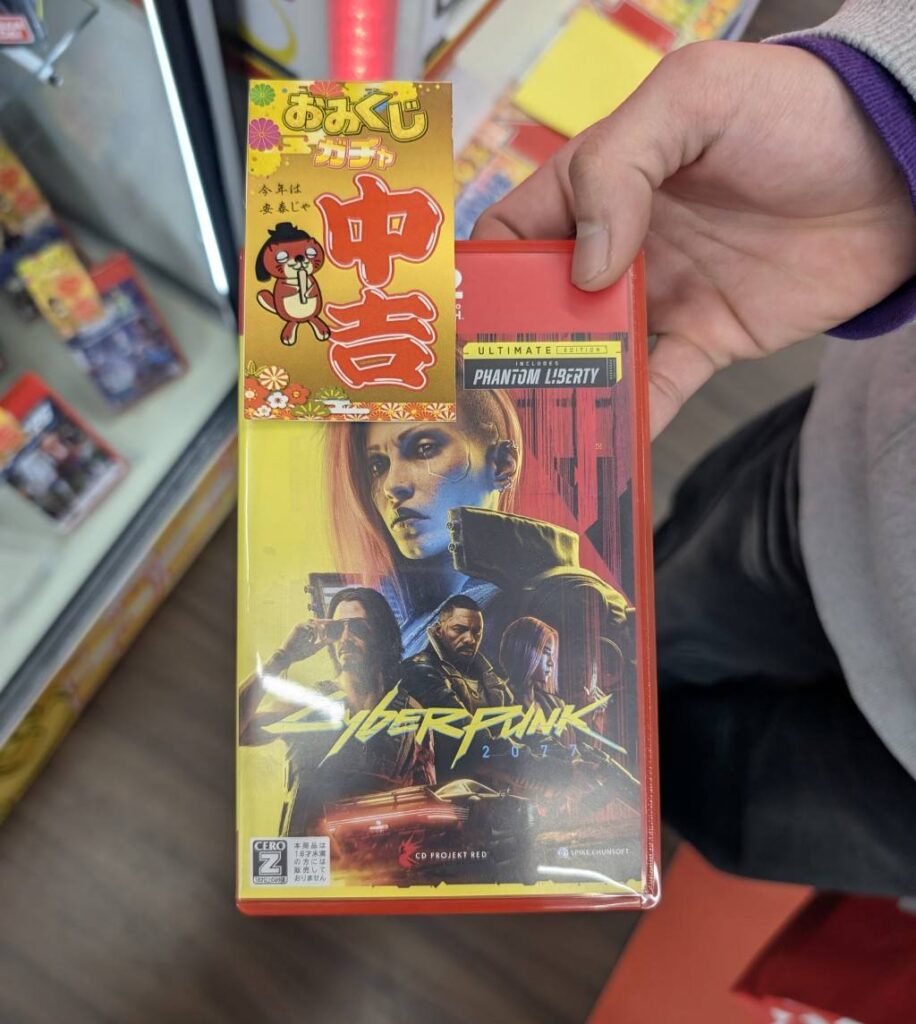 おみくじ
ガチャ
今年は
安泰じゃ
中吉
2
ULTIMATE EDITION
INCLUDES
PHANTOM LIBERTY
CYBERPUNK
2077
CERO
Z
本商品は
18才未満
の方には
販売して
おりません
CD PROJEKT RED
SPIKE CHUNSOFT